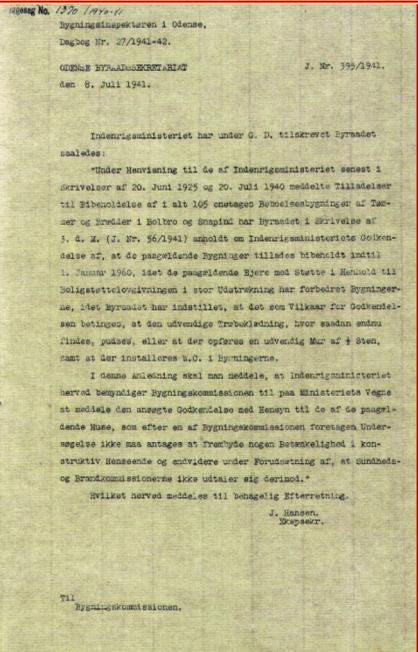 Byggesag No. 1370/1940-41
Bygningsinspektøren i Odense,
Dagbog Nr. 27/1941-42.
ODENSE BYRAADSSEKRETARIAT J. Nr. 395/1941.
den 8. Juli 1941.
Indenrigsministeriet har under G. D. tilskrevet Byraadet
saaledes:
"Under Henvisning til de af Indenrigsministeriet senest i
Skrivelser af 20. Juni 1925 og 20. Juli 1940 meddelte Tilladelser
til Bibeholdelse af i alt 105 enetages Beboelsesbygninger af Tøm-
mer og Brædder i Bolbro og Snapind har Byraadet i Skrivelse af
3. d. M. (J. Nr. 56/1941) anholdt om Indenrigsministeriets Godken-
delse af, at de paagældende Bygninger tillades bibeholdt indtil
1. Januar 1960, idet de paagældende Ejere med Støtte i Henhold til
Boligstøttelovgivningen i stor Udstrækning har forbedret Bygninger-
ne, idet Byraadet har indstillet, at det som Vilkaar for Godkendel-
sen betinges, at den udvendige Træbeklædning, hvor saadan endnu
findes, pudses, eller at der opføres en udvendig Mur af ½ Sten,
samt at der installeres W.C. i Bygningerne.
I denne Anledning skal man meddele, at Indenrigsministeriet
herved bemyndiger Bygningskommissionen til paa Ministeriets Vegne
at meddele den ansøgte Godkendelse med Hensyn til de af de paagæl-
dende Huse, som efter en af Bygningskommissionen foretagen Under-
søgelse ikke maa antages at frembyde nogen Betænkelighed i kon-
struktiv Henseende og endvidere under Forudsætning af, at Sundheds-
og Brandkommissionerne ikke udtaler sig derimod."
Hvilket herved meddeles til behagelig Efterretning.
J. Hansen.
Ekspsekr.
Til
Bygningskommissionen.